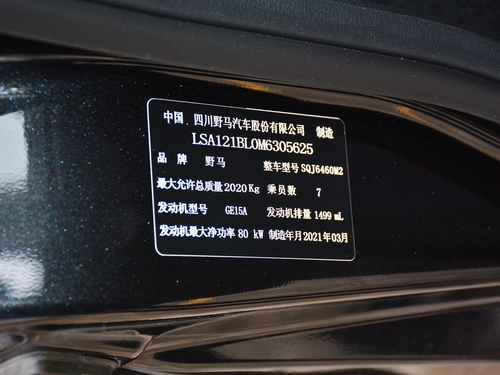 中国 四川野马汽车股份有限公司 制造
LSA121BL0M6305625
品 牌 野马 整车型号 SQJ6460M2
最大允许总质量 2020 Kg 乘员数 7
发动机型号 GE15A 发动机排量 1499 mL
发动机最大净功率 80 kW 制造年月 2021年03月